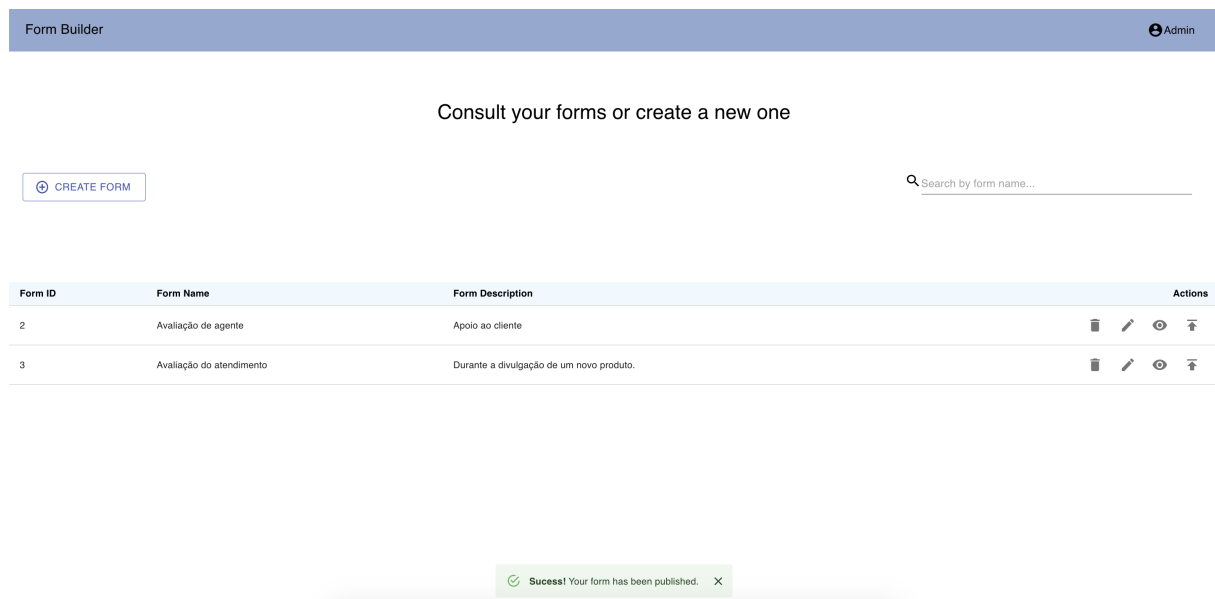 Form Builder
Admin
Consult your forms or create a new one
CREATE FORM
Search by form name...
Form ID Form Name Form Description Actions
2 Avaliação de agente Apoio ao cliente
3 Avaliação do atendimento Durante a divulgação de um novo produto.
Sucess! Your form has been published.